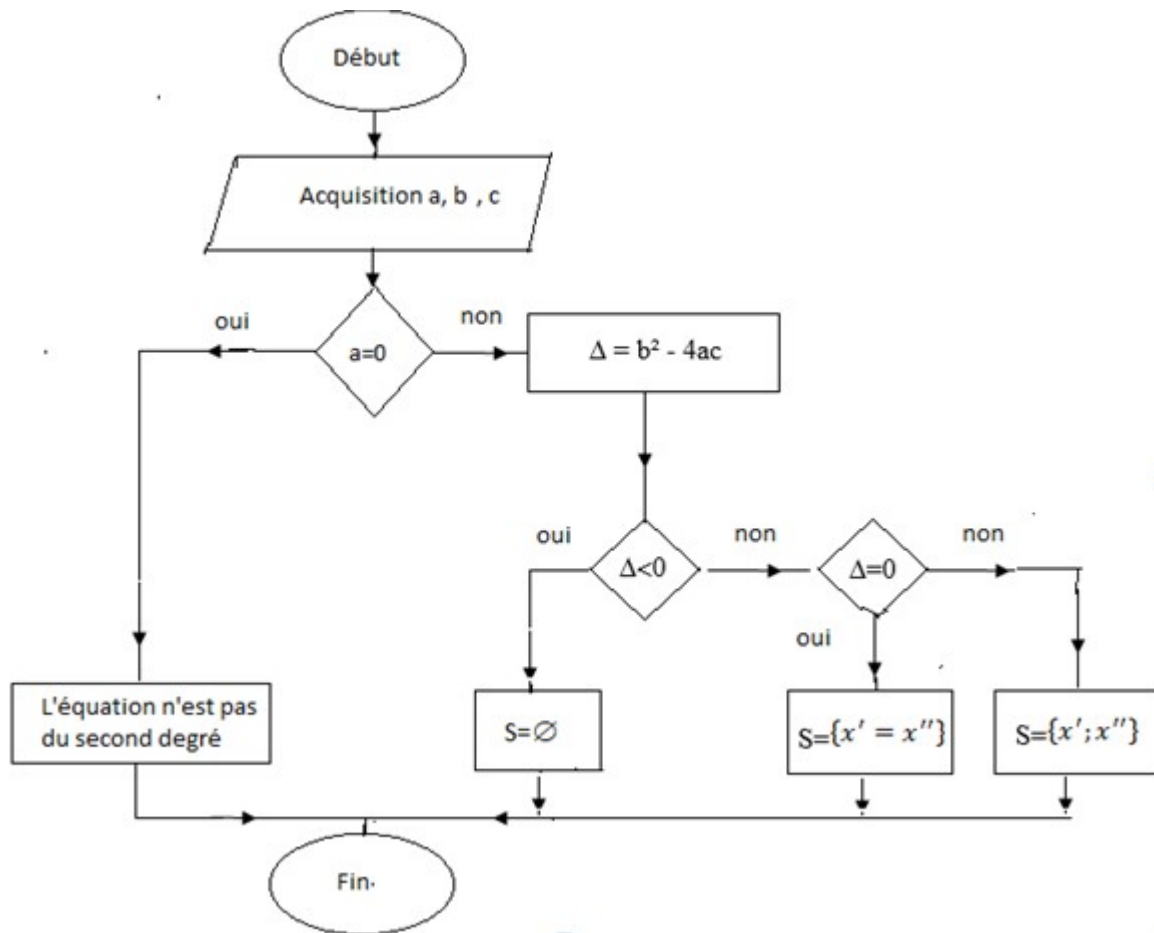 Début
Acquisition a, b , c
oui
non
a=0
Δ = b² - 4ac
oui
non
non
Δ<0
Δ=0
oui
L'équation n'est pas
du second degré
S=∅
S={x′ = x′′}
S={x′; x′′}
Fin.